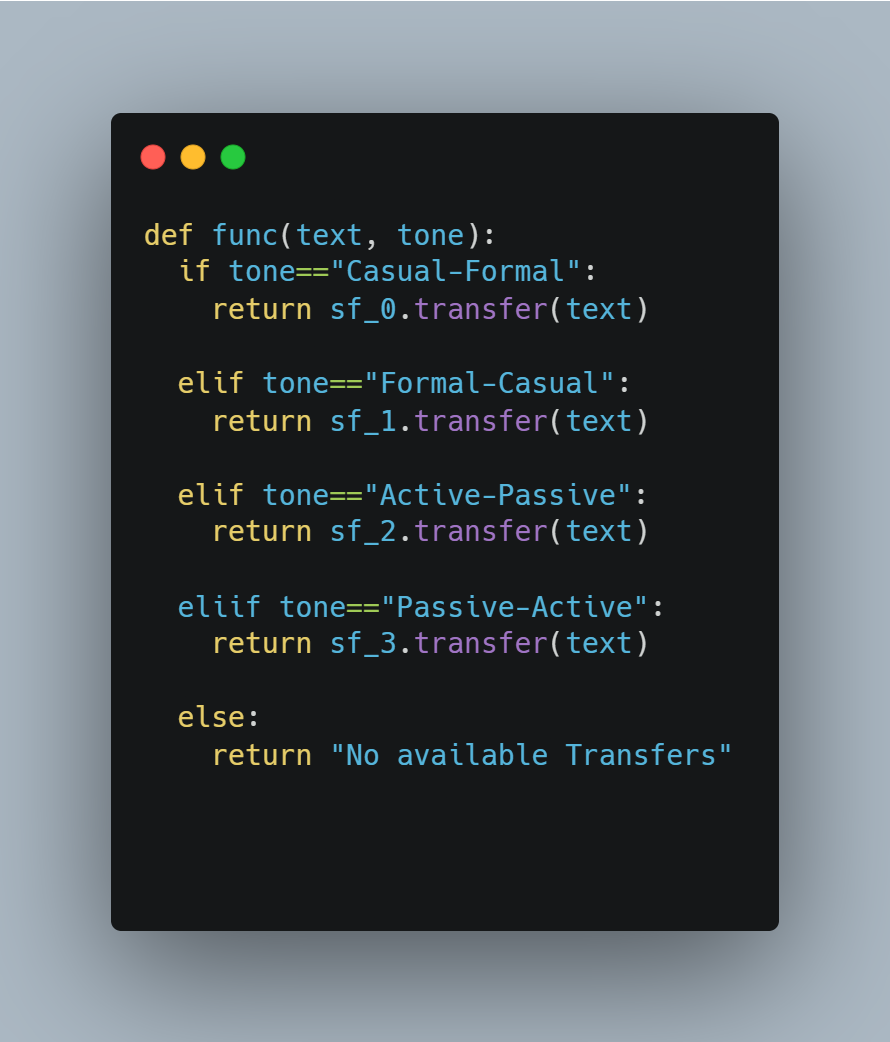 def func(text, tone):
  if tone=="Casual-Formal":
    return sf_0.transfer(text)

  elif tone=="Formal-Casual":
    return sf_1.transfer(text)

  elif tone=="Active-Passive":
    return sf_2.transfer(text)

  eliif tone=="Passive-Active":
    return sf_3.transfer(text)

  else:
    return "No available Transfers"